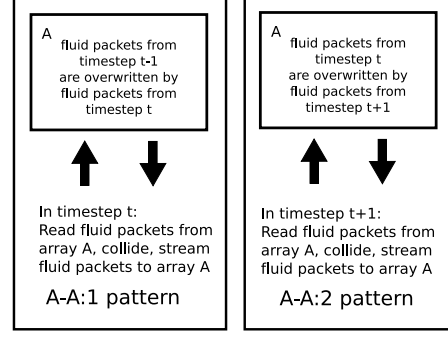 A
fluid packets from
timestep t-1
are overwritten by
fluid packets from
timestep t
In timestep t:
Read fluid packets from
array A, collide, stream
fluid packets to array A
A-A:1 pattern
A
fluid packets from
timestep t
are overwritten by
fluid packets from
timestep t+1
In timestep t+1:
Read fluid packets from
array A, collide, stream
fluid packets to array A
A-A:2 pattern